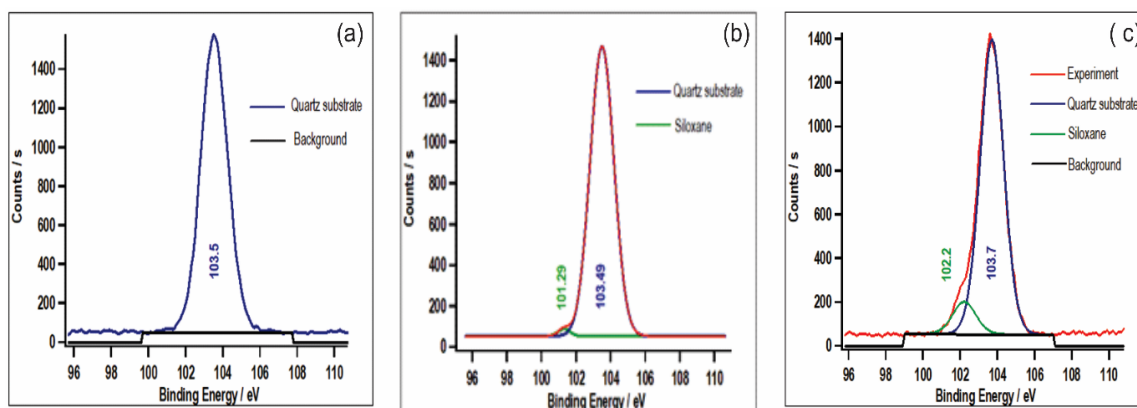 (a)
1400
1200
1000
800
600
400
200
0
Counts / s
Quartz substrate
Background
103.5
96 98 100 102 104 106 108 110
Binding Energy / eV
(b)
1400
1200
1000
800
600
400
200
0
Counts / s
Quartz substrate
Siloxane
101.29
103.49
96 98 100 102 104 106 108 110
Binding Energy / eV
( c)
1400
1200
1000
800
600
400
200
0
Counts / s
Experiment
Quartz substrate
Siloxane
Background
102.2
103.7
96 98 100 102 104 106 108 110
Binding Energy / eV